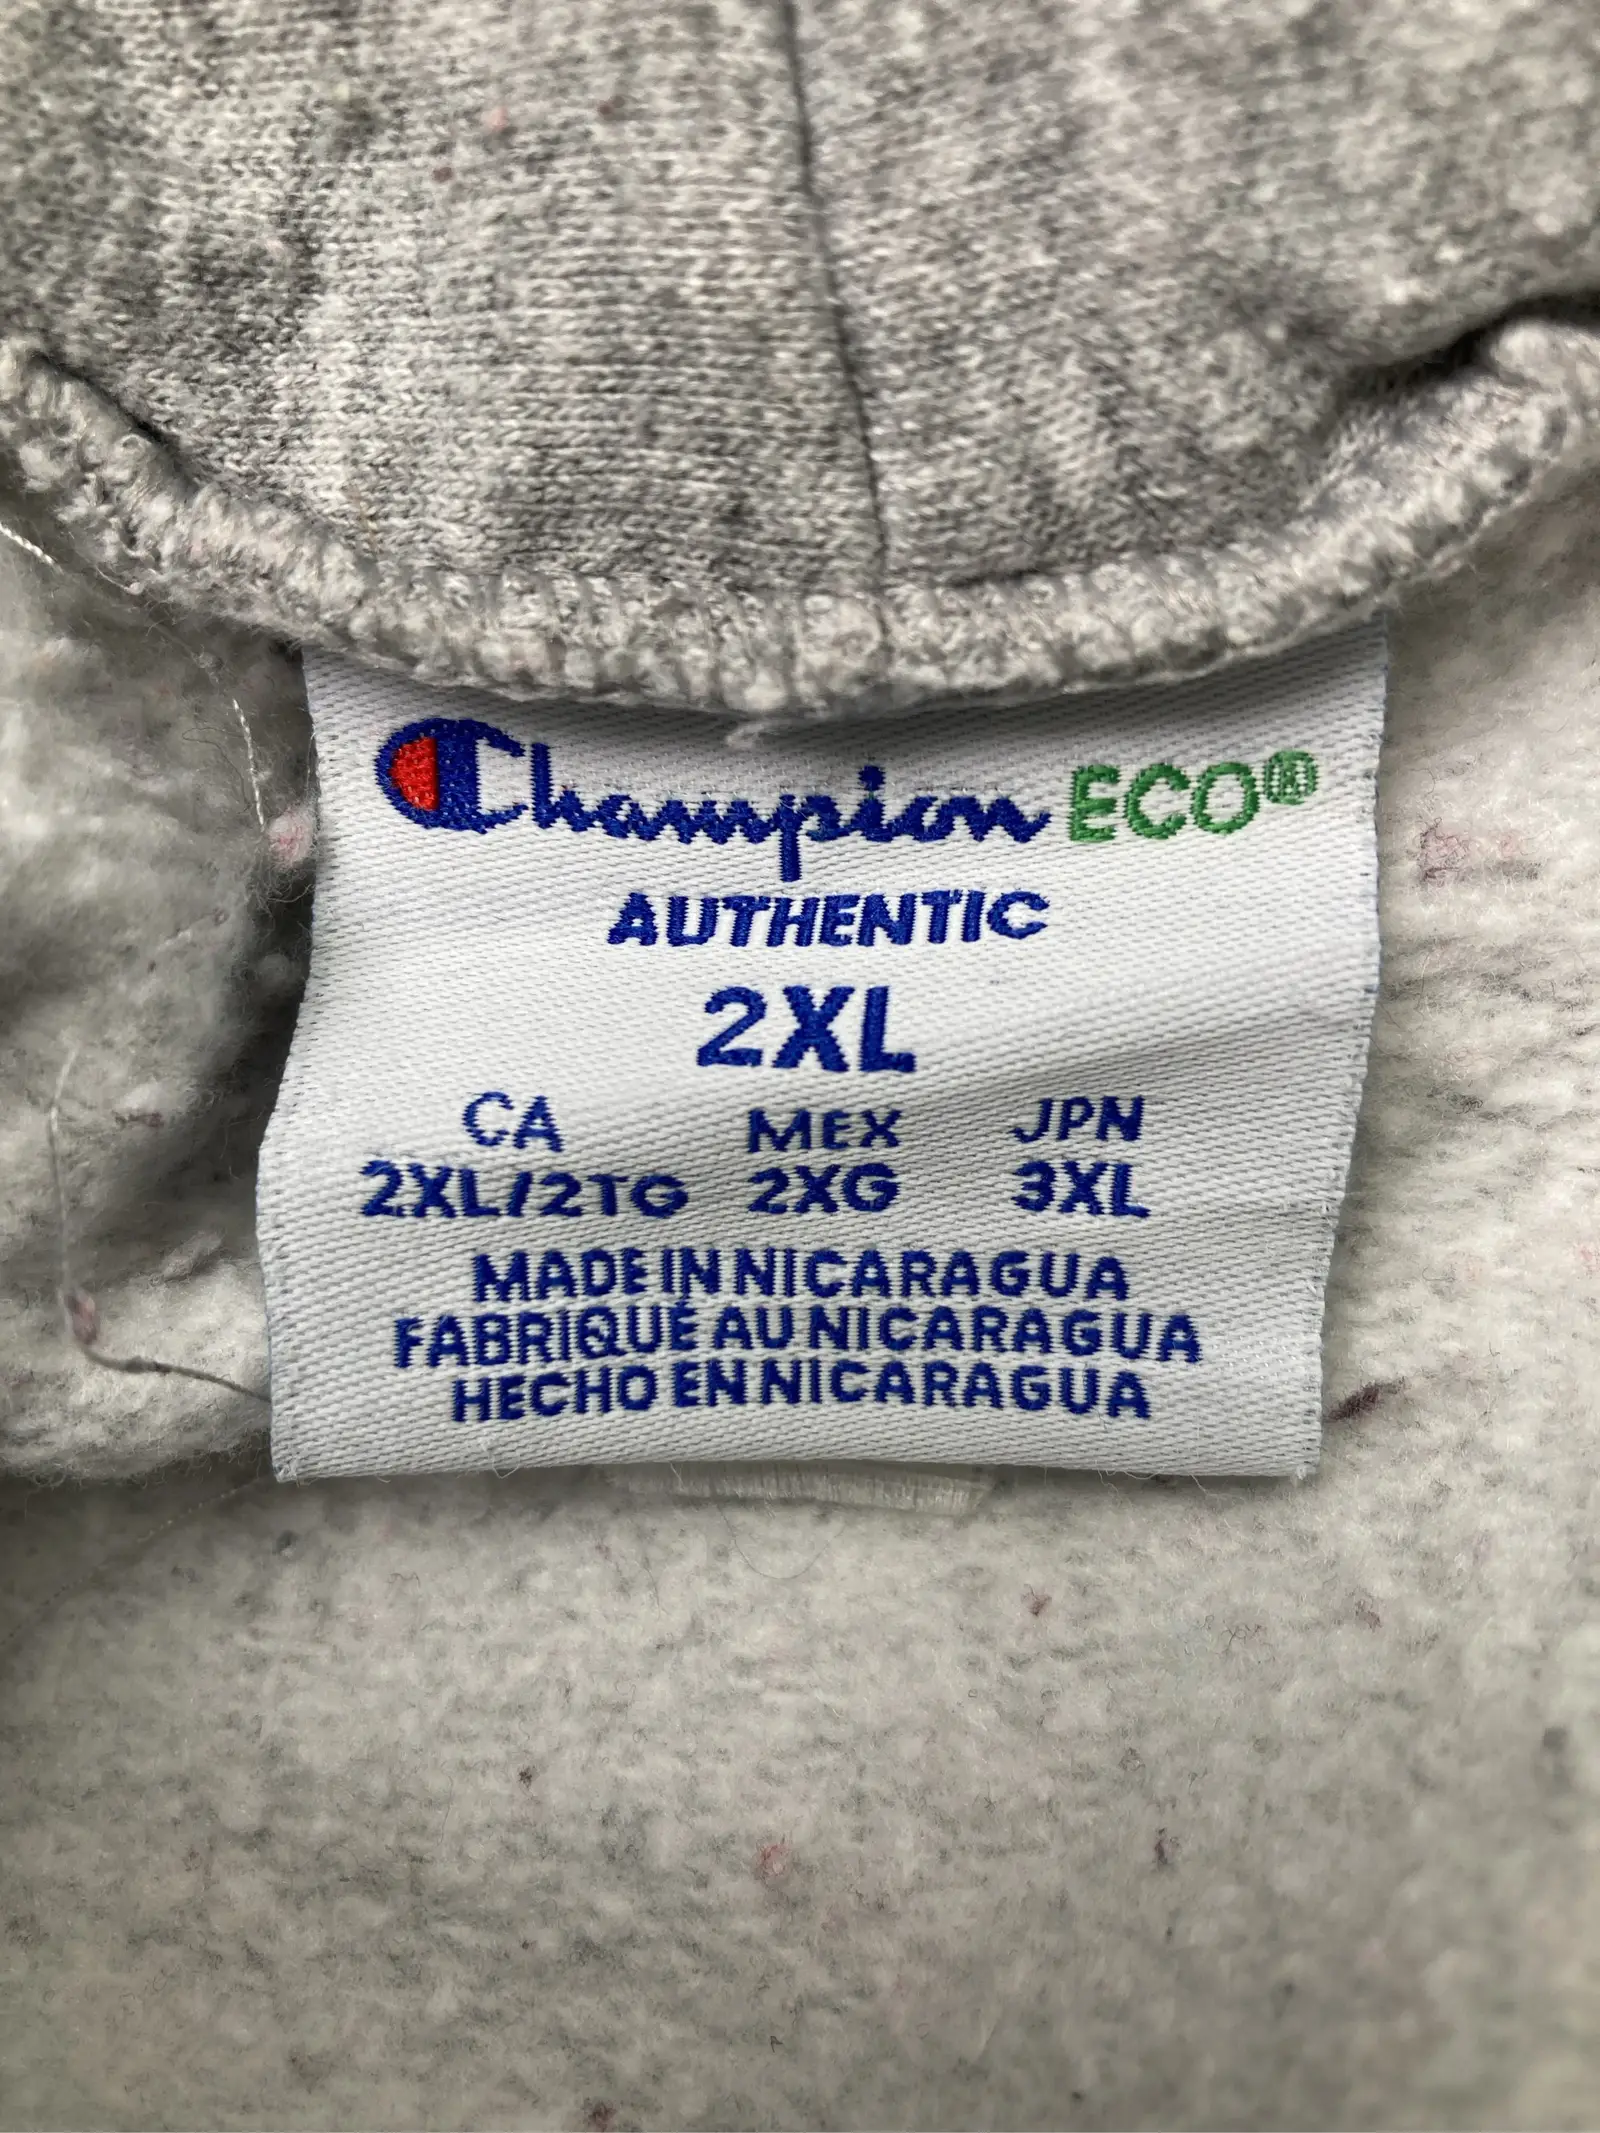 Champion ECO®
AUTHENTIC
2XL
CA MEX JPN
2XL/2TG 2XG 3XL
MADE IN NICARAGUA
FABRIQUÉ AU NICARAGUA
HECHO EN NICARAGUA